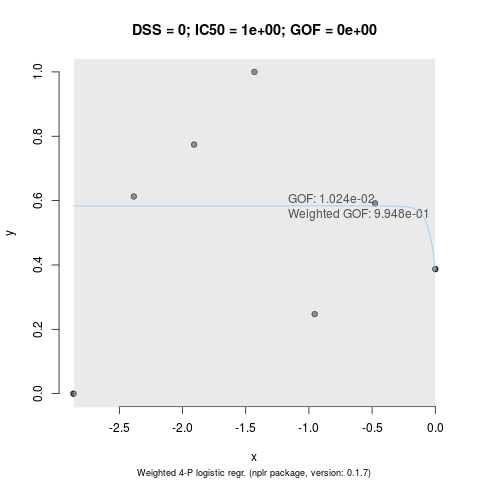 DSS = 0; IC50 = 1e+00; GOF = 0e+00
1.0
0.8
0.6
0.4
0.2
0.0
y
GOF: 1.024e-02
Weighted GOF: 9.948e-01
-2.5 -2.0 -1.5 -1.0 -0.5 0.0
x
Weighted 4-P logistic regr. (nplr package, version: 0.1.7)